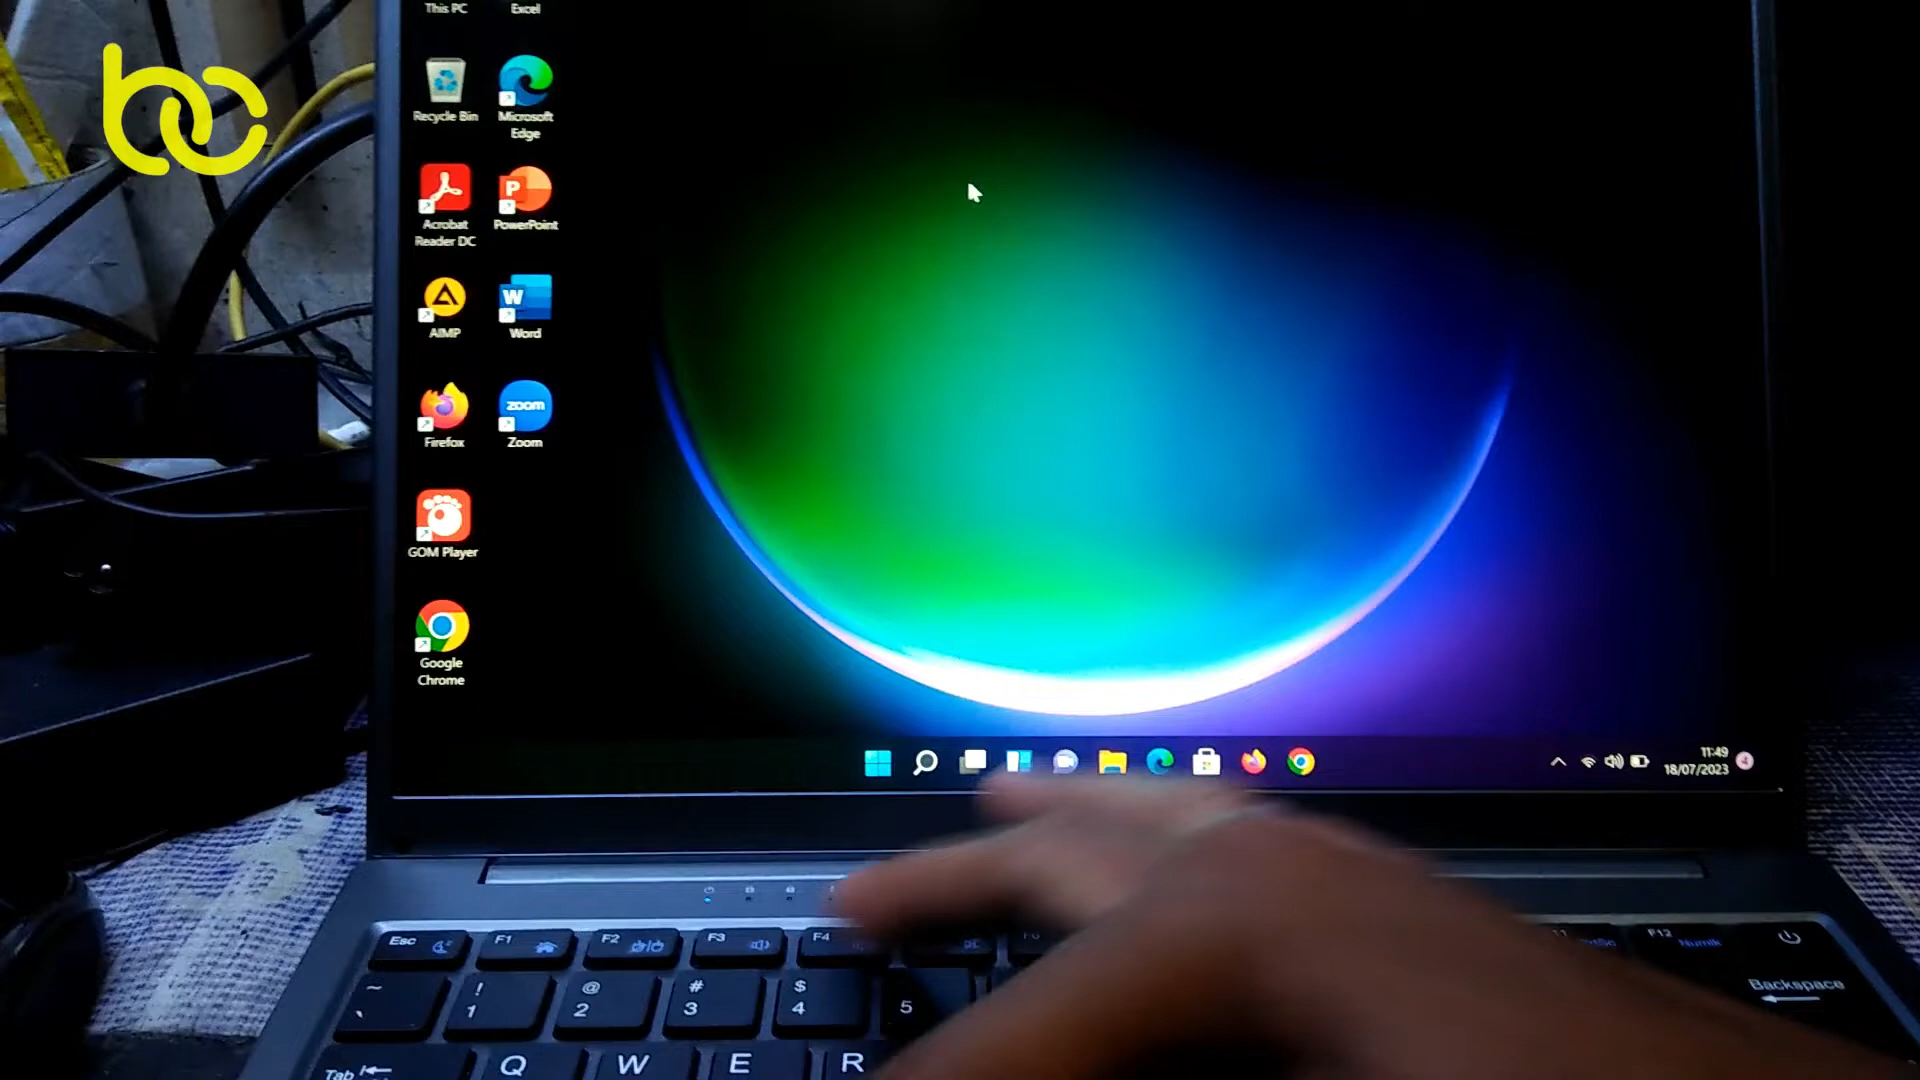 This PC
Excel
Recycle Bin
Microsoft
Edge
Acrobat
Reader DC
P
PowerPoint
AIMP
W
Word
Firefox
zoom
Zoom
GOM Player
Google
Chrome
11:49
18/07/2023
4
Esc
F1
F2
F3
F4
F12
Numlk
~
!
1
@
2
#
3
$
4
5
Backspace
Tab
Q
W
E
R